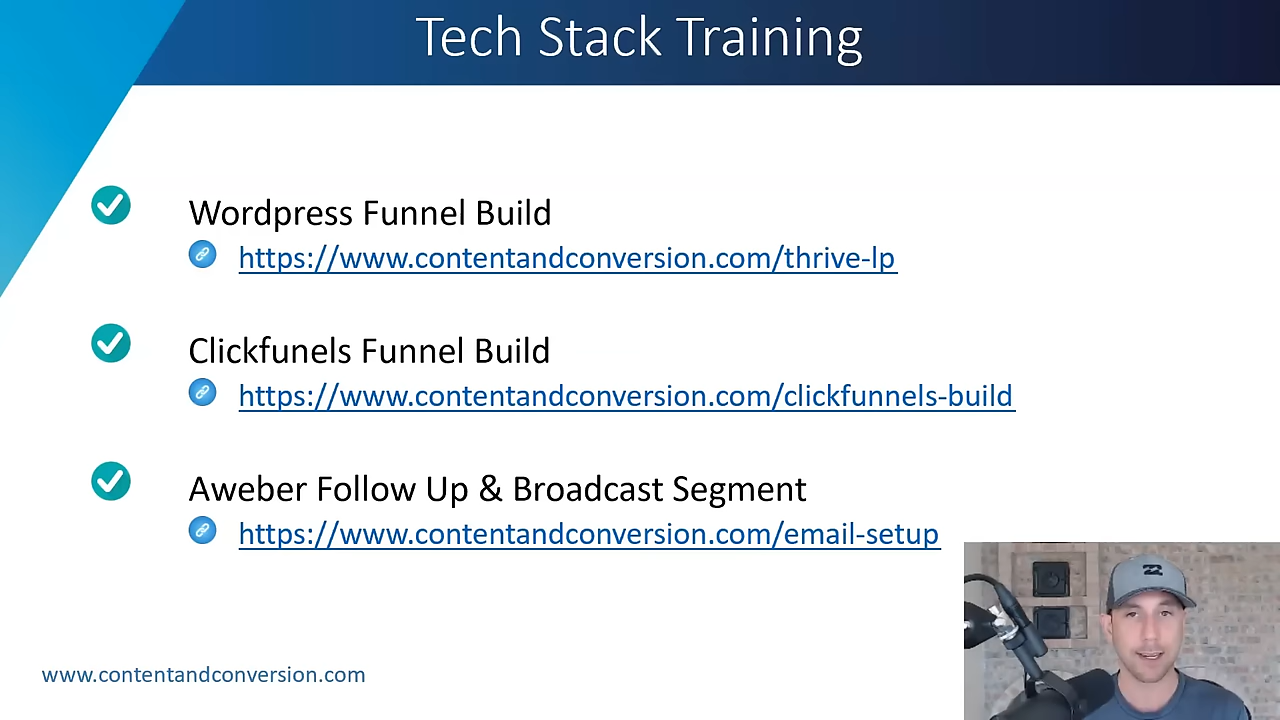 Tech Stack Training
Wordpress Funnel Build
https://www.contentandconversion.com/thrive-lp
Clickfunels Funnel Build
https://www.contentandconversion.com/clickfunnels-build
Aweber Follow Up & Broadcast Segment
https://www.contentandconversion.com/email-setup
www.contentandconversion.com